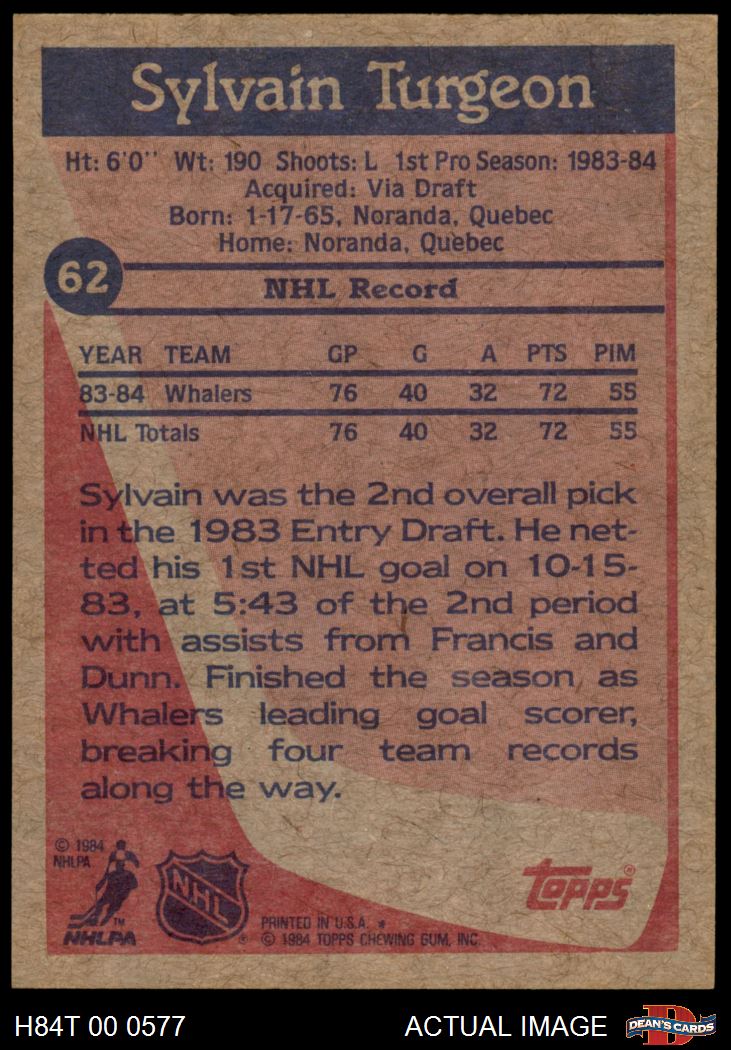 Sylvain Turgeon
Ht: 6'0'' Wt: 190 Shoots: L 1st Pro Season: 1983-84
Acquired: Via Draft
Born: 1-17-65, Noranda, Quebec
Home: Noranda, Quebec
62
NHL Record
YEAR TEAM GP G A PTS PIM
83-84 Whalers 76 40 32 72 55
NHL Totals 76 40 32 72 55
Sylvain was the 2nd overall pick
in the 1983 Entry Draft. He net-
ted his 1st NHL goal on 10-15-
83, at 5:43 of the 2nd period
with assists from Francis and
Dunn. Finished the season as
Whalers leading goal scorer,
breaking four team records
along the way.
© 1984
NHLPA
TM
NHLPA
NHL
®
PRINTED IN U.S.A. *
© 1984 TOPPS CHEWING GUM, INC.
topps®
H84T 00 0577
ACTUAL IMAGE
D
DEAN'S CARDS